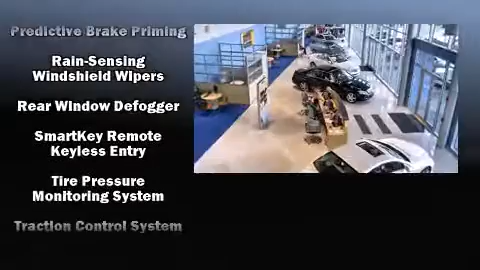 Predictive Brake Priming
Rain-Sensing
Windshield Wipers
Rear Window Defogger
SmartKey Remote
Keyless Entry
Tire Pressure
Monitoring System
Traction Control System